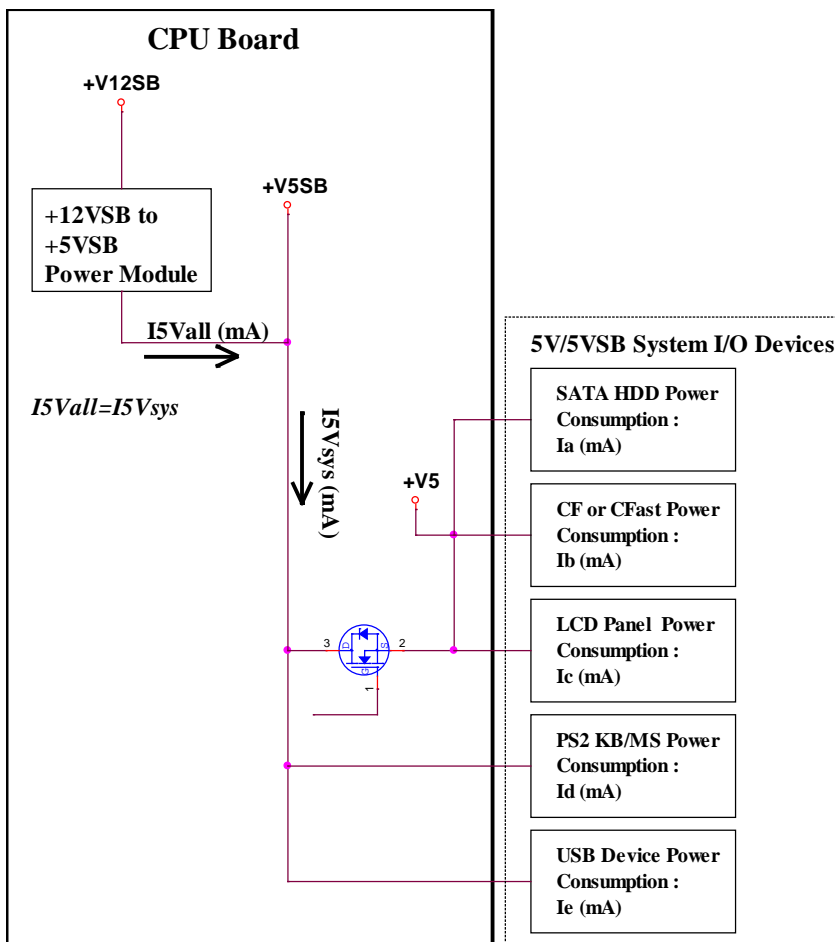 CPU Board
+V12SB
+V5SB
+12VSB to
+5VSB
Power Module
I5Vall (mA)
I5Vall=I5Vsys
I5Vsys (mA)
+V5
3
D
S
G
2
1
5V/5VSB System I/O Devices
SATA HDD Power
Consumption :
Ia (mA)
CF or CFast Power
Consumption :
Ib (mA)
LCD Panel Power
Consumption :
Ic (mA)
PS2 KB/MS Power
Consumption :
Id (mA)
USB Device Power
Consumption :
Ie (mA)